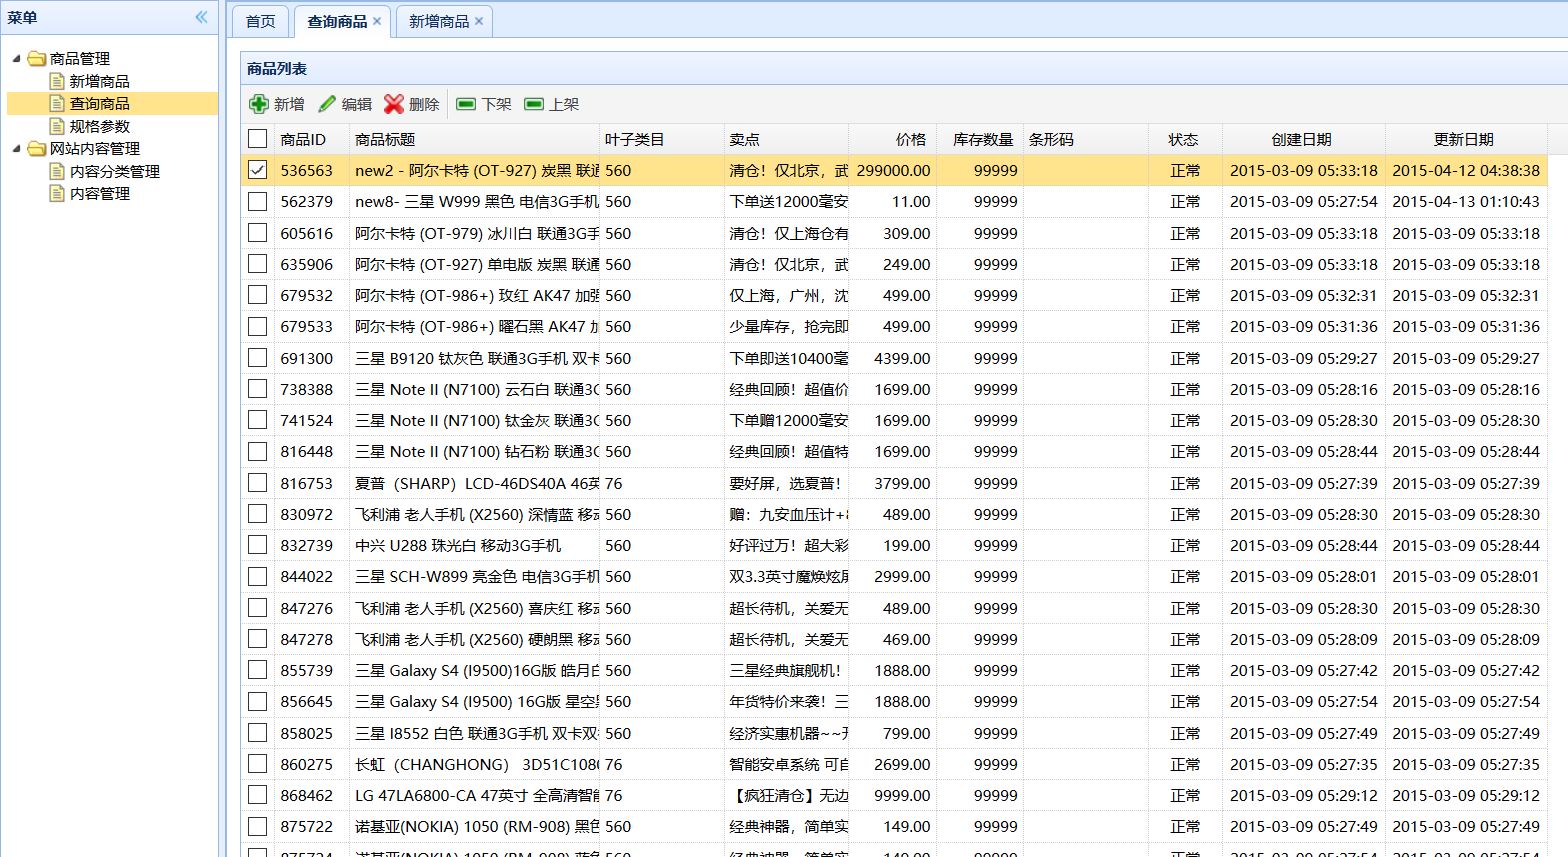 菜单
商品管理
新增商品
查询商品
规格参数
网站内容管理
内容分类管理
内容管理
首页 查询商品 新增商品
商品列表
新增 编辑 删除 下架 上架
商品ID 商品标题 叶子类目 卖点 价格 库存数量 条形码 状态 创建日期 更新日期
536563 new2 - 阿尔卡特 (OT-927) 炭黑 联通 560 清仓！仅北京，武 299000.00 99999 正常 2015-03-09 05:33:18 2015-04-12 04:38:38
562379 new8- 三星 W999 黑色 电信3G手机 560 下单送12000毫安 11.00 99999 正常 2015-03-09 05:27:54 2015-04-13 01:10:43
605616 阿尔卡特 (OT-979) 冰川白 联通3G手 560 清仓！仅上海仓有 309.00 99999 正常 2015-03-09 05:33:18 2015-03-09 05:33:18
635906 阿尔卡特 (OT-927) 单电版 炭黑 联通 560 清仓！仅北京，武 249.00 99999 正常 2015-03-09 05:33:18 2015-03-09 05:33:18
679532 阿尔卡特 (OT-986+) 玫红 AK47 加强 560 仅上海，广州，沈 499.00 99999 正常 2015-03-09 05:32:31 2015-03-09 05:32:31
679533 阿尔卡特 (OT-986+) 曜石黑 AK47 加 560 少量库存，抢完即 499.00 99999 正常 2015-03-09 05:31:36 2015-03-09 05:31:36
691300 三星 B9120 钛灰色 联通3G手机 双卡 560 下单即送10400毫 4399.00 99999 正常 2015-03-09 05:29:27 2015-03-09 05:29:27
738388 三星 Note II (N7100) 云石白 联通3G 560 经典回顾！超值价 1699.00 99999 正常 2015-03-09 05:28:16 2015-03-09 05:28:16
741524 三星 Note II (N7100) 钛金灰 联通3G 560 下单赠12000毫安 1699.00 99999 正常 2015-03-09 05:28:30 2015-03-09 05:28:30
816448 三星 Note II (N7100) 钻石粉 联通3G 560 经典回顾！超值特 1699.00 99999 正常 2015-03-09 05:28:44 2015-03-09 05:28:44
816753 夏普（SHARP）LCD-46DS40A 46英 76 要好屏，选夏普！ 3799.00 99999 正常 2015-03-09 05:27:39 2015-03-09 05:27:39
830972 飞利浦 老人手机 (X2560) 深情蓝 移动 560 赠：九安血压计+8 489.00 99999 正常 2015-03-09 05:28:30 2015-03-09 05:28:30
832739 中兴 U288 珠光白 移动3G手机 560 好评过万！超大彩 199.00 99999 正常 2015-03-09 05:28:44 2015-03-09 05:28:44
844022 三星 SCH-W899 亮金色 电信3G手机 560 双3.3英寸魔焕炫屏 2999.00 99999 正常 2015-03-09 05:28:01 2015-03-09 05:28:01
847276 飞利浦 老人手机 (X2560) 喜庆红 移动 560 超长待机，关爱无 489.00 99999 正常 2015-03-09 05:28:30 2015-03-09 05:28:30
847278 飞利浦 老人手机 (X2560) 硬朗黑 移动 560 超长待机，关爱无 469.00 99999 正常 2015-03-09 05:28:09 2015-03-09 05:28:09
855739 三星 Galaxy S4 (I9500)16G版 皓月白 560 三星经典旗舰机！ 1888.00 99999 正常 2015-03-09 05:27:42 2015-03-09 05:27:42
856645 三星 Galaxy S4 (I9500) 16G版 星空黑 560 年货特价来袭！三 1888.00 99999 正常 2015-03-09 05:27:54 2015-03-09 05:27:54
858025 三星 I8552 白色 联通3G手机 双卡双 560 经济实惠机器~~开 799.00 99999 正常 2015-03-09 05:27:49 2015-03-09 05:27:49
860275 长虹（CHANGHONG） 3D51C1080 76 智能安卓系统 可自 2699.00 99999 正常 2015-03-09 05:27:35 2015-03-09 05:27:35
868462 LG 47LA6800-CA 47英寸 全高清智能 76 【疯狂清仓】无边 9999.00 99999 正常 2015-03-09 05:29:12 2015-03-09 05:29:12
875722 诺基亚(NOKIA) 1050 (RM-908) 黑色 560 经典神器，简单实 149.00 99999 正常 2015-03-09 05:27:49 2015-03-09 05:27:49
875724 诺基亚(NOKIA) 1050 (RM-908) 蓝色 560 经典神器，简单实 149.00 99999 正常 2015-03-09 05:27:54 2015-03-09 05:27:54